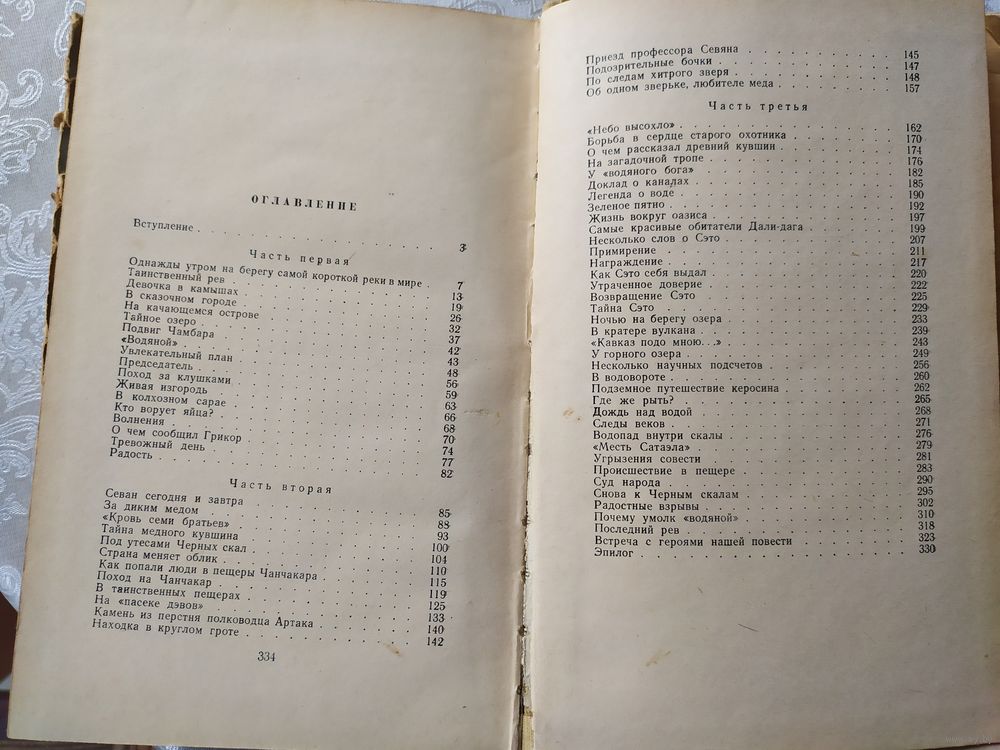 ОГЛАВЛЕНИЕ
Вступление . . . 3
Часть первая
Однажды утром на берегу самой короткой реки в мире . . . 7
Таинственный рев . . . 13
Девочка в камышах . . . 19
В сказочном городе . . . 26
На качающемся острове . . . 32
Тайное озеро . . . 37
Подвиг Чамбара . . . 42
«Водяной» . . . 43
Увлекательный план . . . 48
Председатель . . . 56
Поход за клушками . . . 59
Живая изгородь . . . 63
В колхозном сарае . . . 66
Кто ворует яйца? . . . 68
Волнения . . . 70
О чем сообщил Грикор . . . 74
Тревожный день . . . 77
Радость . . . 82
Часть вторая
Севан сегодня и завтра . . . 85
За диким медом . . . 88
«Кровь семи братьев» . . . 93
Тайна медного кувшина . . . 100
Под утесами Черных скал . . . 104
Страна меняет облик . . . 110
Как попали люди в пещеры Чанчакара . . . 115
Поход на Чанчакар . . . 119
В таинственных пещерах . . . 125
На «пасеке дэвов» . . . 133
Камень из перстня полководца Артака . . . 140
Находка в круглом гроте . . . 142
334
Приезд профессора Севяна . . . 145
Подозрительные бочки . . . 147
По следам хитрого зверя . . . 148
Об одном зверьке, любителе меда . . . 157
Часть третья
«Небо высохло» . . . 162
Борьба в сердце старого охотника . . . 170
О чем рассказал древний кувшин . . . 174
На загадочной тропе . . . 176
У «водяного бога» . . . 182
Доклад о каналах . . . 185
Легенда о воде . . . 190
Зеленое пятно . . . 192
Жизнь вокруг оазиса . . . 197
Самые красивые обитатели Дали-дага . . . 199
Несколько слов о Сэто . . . 207
Примирение . . . 211
Награждение . . . 217
Как Сэто себя выдал . . . 220
Утраченное доверие . . . 222
Возвращение Сэто . . . 225
Тайна Сэто . . . 229
Ночью на берегу озера . . . 233
В кратере вулкана . . . 239
«Кавказ подо мною...» . . . 243
У горного озера . . . 249
Несколько научных подсчетов . . . 256
В водовороте . . . 260
Подземное путешествие керосина . . . 262
Где же рыть? . . . 265
Дождь над водой . . . 268
Следы веков . . . 271
Водопад внутри скалы . . . 276
«Месть Сатаэла» . . . 279
Угрызения совести . . . 281
Происшествие в пещере . . . 283
Суд народа . . . 290
Снова к Черным скалам . . . 295
Радостные взрывы . . . 302
Почему умолк «водяной» . . . 310
Последний рев . . . 318
Встреча с героями нашей повести . . . 323
Эпилог . . . 330